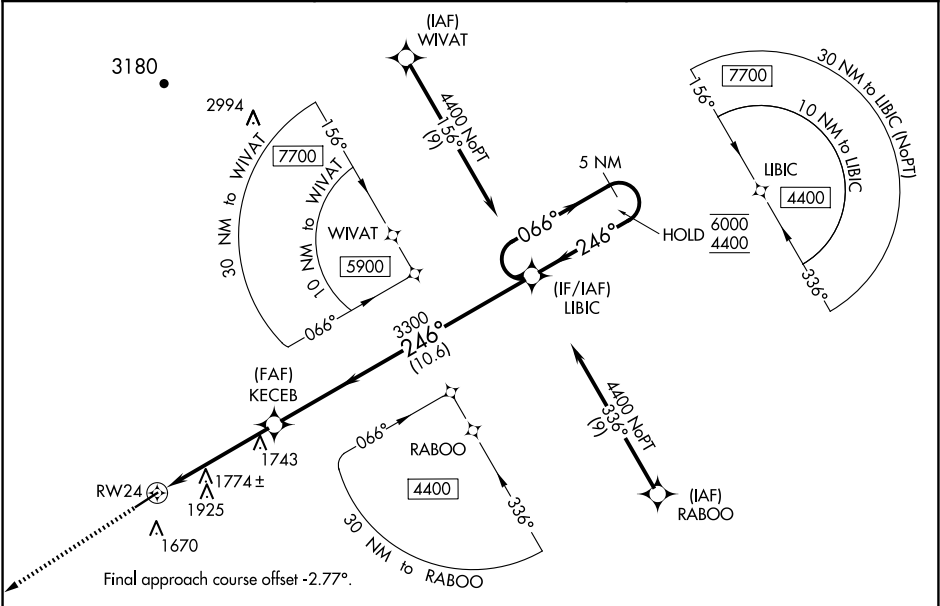 (IAF)
WIVAT
3180
2994
4400 NoPT
156°
(9)
30 NM to WIVAT
7700
156°
10 NM to WIVAT
WIVAT
5900
066°
30 NM to LIBIC (NoPT)
7700
156°
10 NM to LIBIC
LIBIC
4400
336°
5 NM
066°
246°
HOLD
6000
4400
(IF/IAF)
LIBIC
3300
246°
(10.6)
(FAF)
KECEB
1743
1774±
1925
RW24
1670
066°
RABOO
4400
336°
30 NM to RABOO
4400 NoPT
336°
(9)
(IAF)
RABOO
Final approach course offset -2.77°.